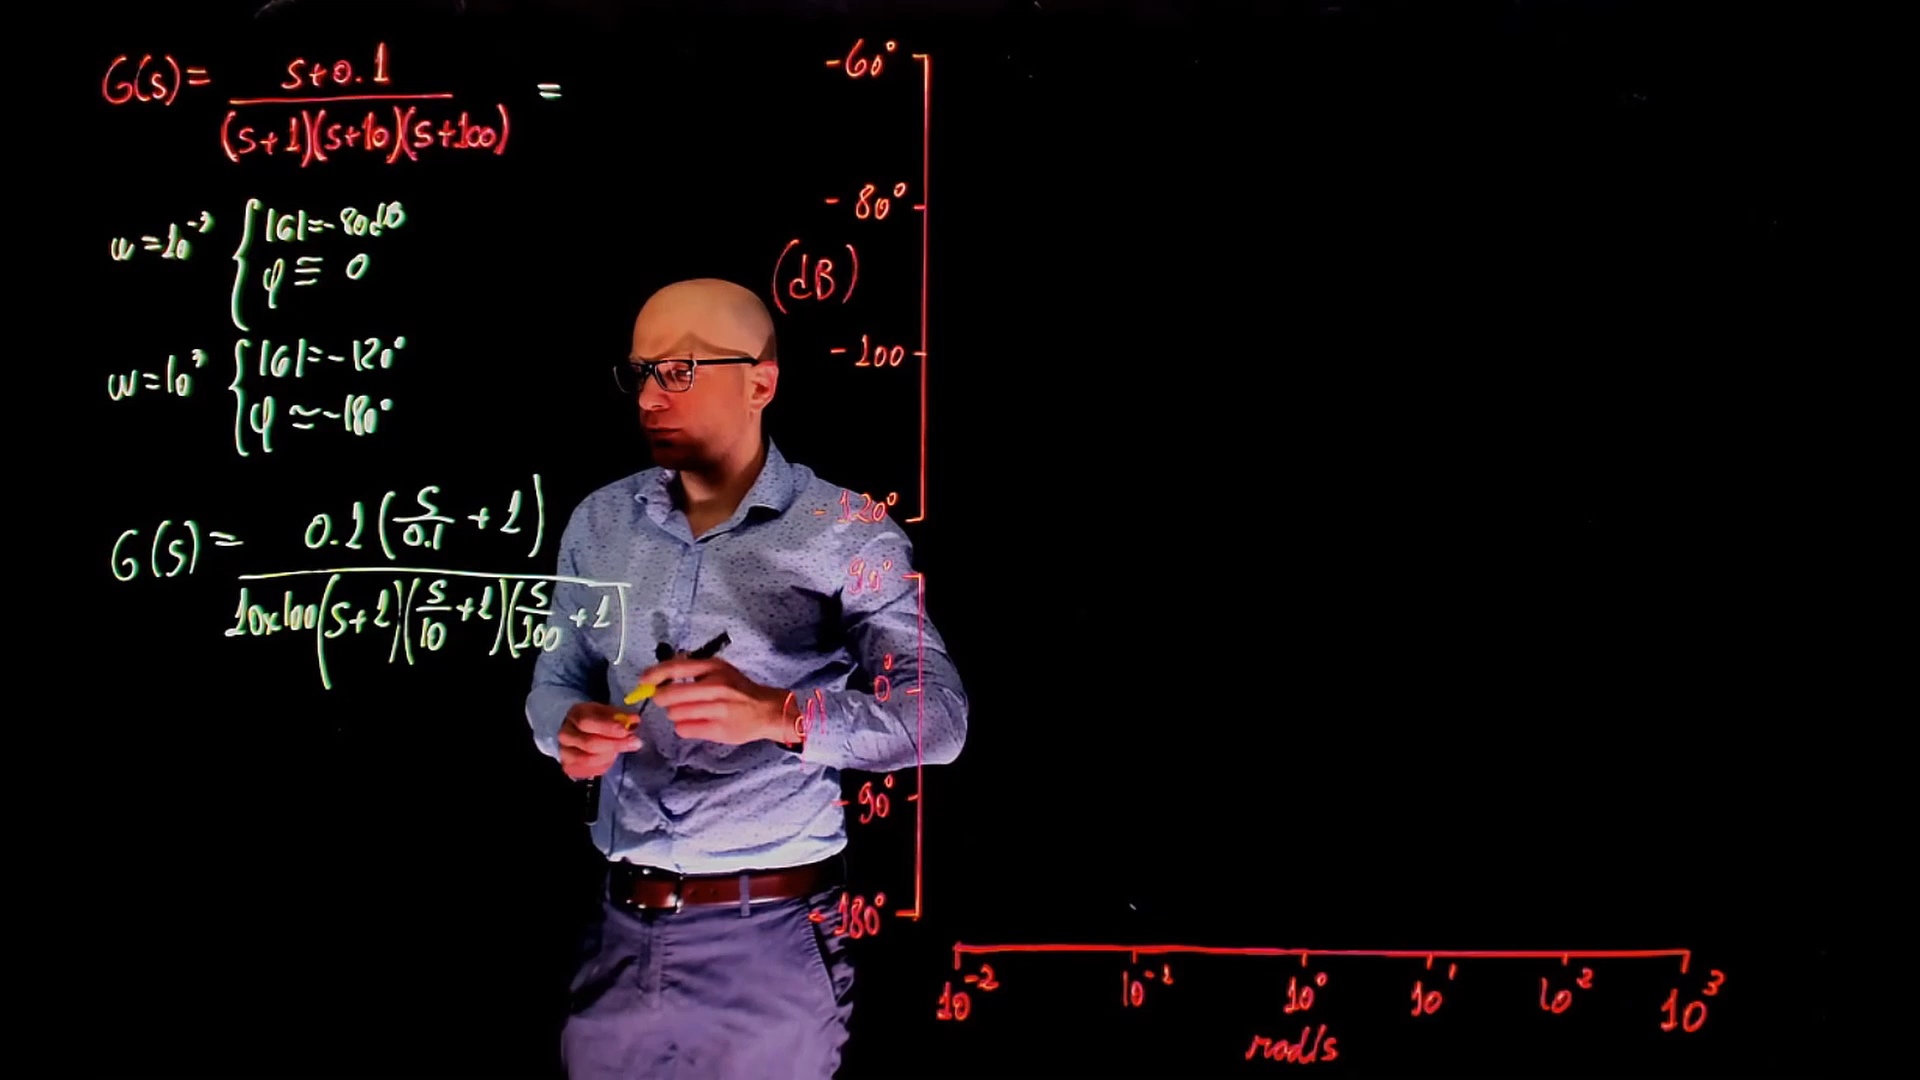 G(s)= s+0.1 / (s+1)(s+10)(s+100) =
w=10⁻³ { |G|=-80dB
φ ≅ 0
w=10³ { |G|=-120°
φ ≃ -180°
G(s)= 0.1(s/0.1 +1) / 10x100(s+1)(s/10 +1)(s/100 +1)
-60°
-80°
(dB)
-100
-120°
90°
0°
-90°
-180°
10⁻² 10⁻¹ 10⁰ 10¹ 10² 10³
rad/s